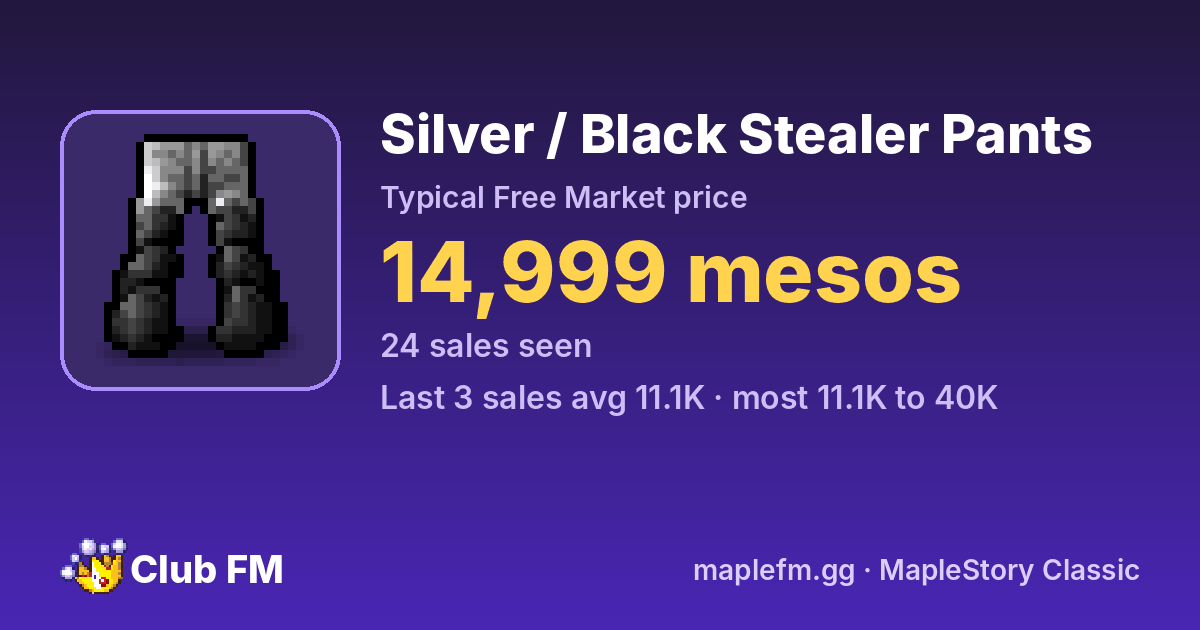 Silver / Black Stealer Pants
Typical Free Market price
14,999 mesos
24 sales seen
Last 3 sales avg 11.1K · most 11.1K to 40K
Club FM
maplefm.gg · MapleStory Classic